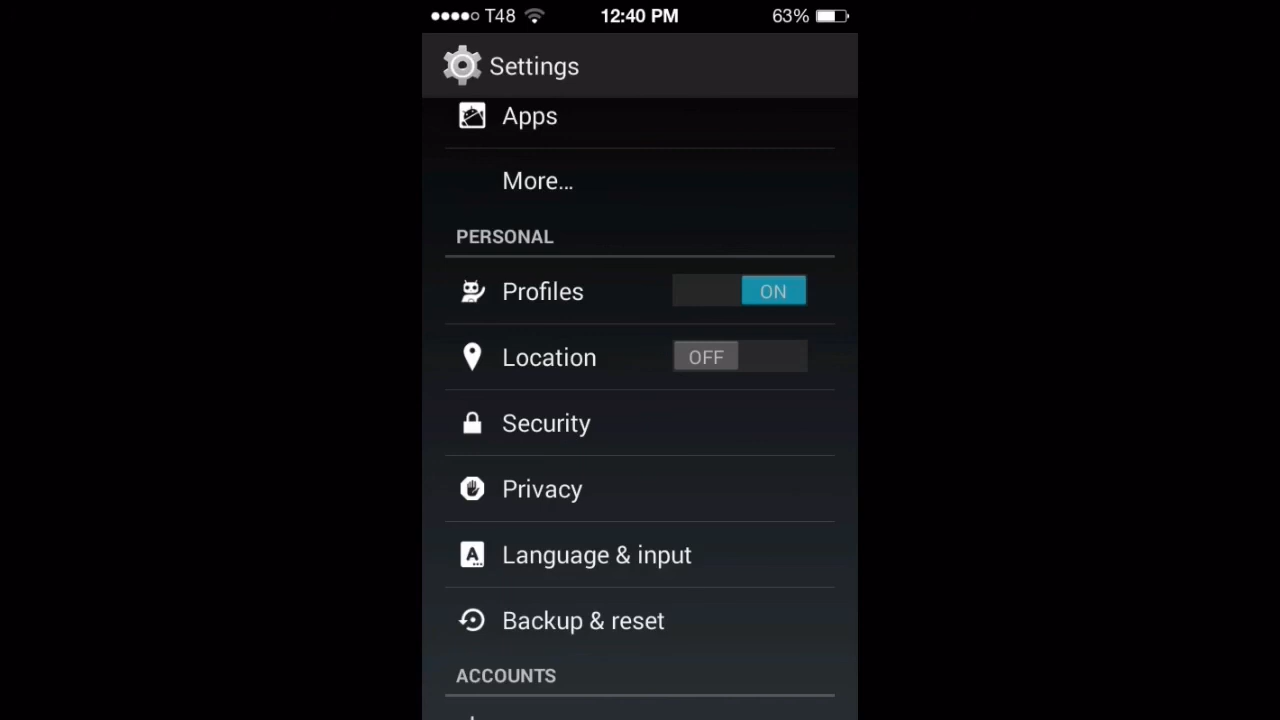 T48 12:40 PM 63%
Settings
Apps
More...
PERSONAL
Profiles ON
Location OFF
Security
Privacy
Language & input
Backup & reset
ACCOUNTS